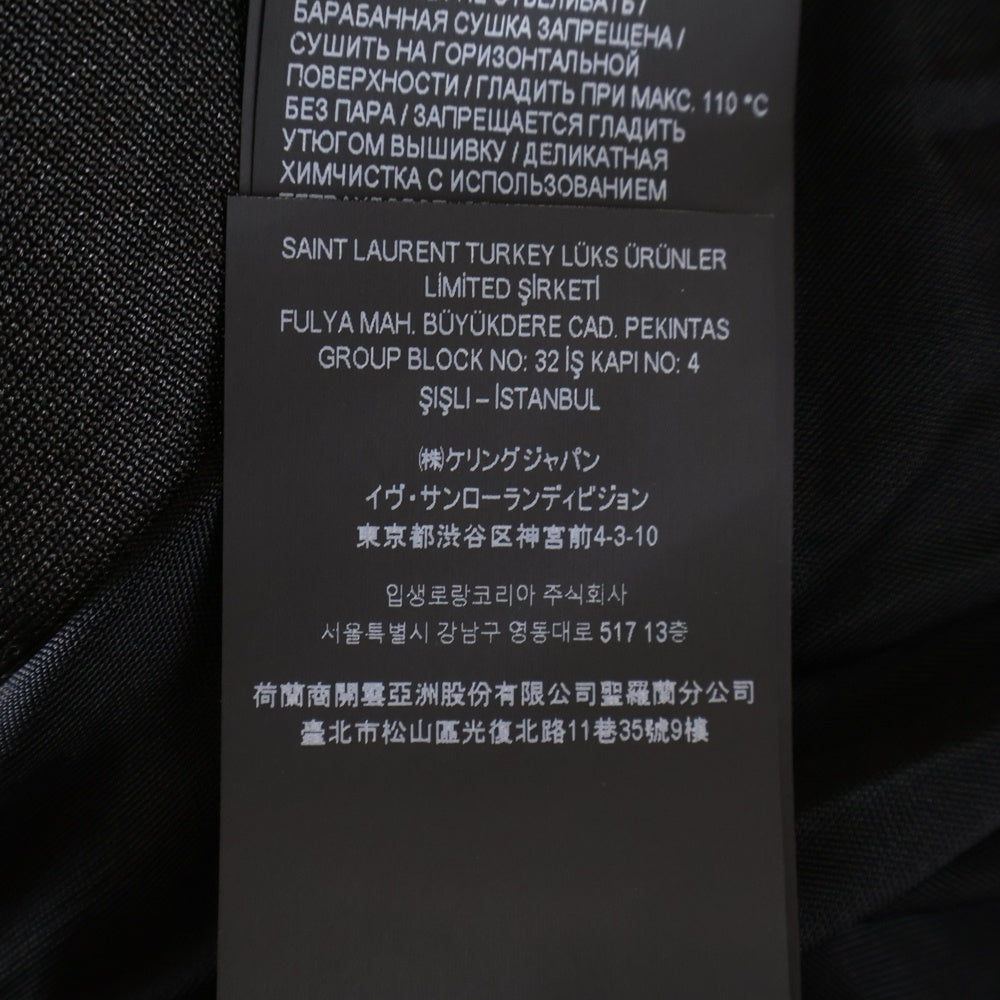 ОТБЕЛИВАТЬ /
БАРАБАННАЯ СУШКА ЗАПРЕЩЕНА /
СУШИТЬ НА ГОРИЗОНТАЛЬНОЙ
ПОВЕРХНОСТИ / ГЛАДИТЬ ПРИ МАКС. 110 °C
БЕЗ ПАРА / ЗАПРЕЩАЕТСЯ ГЛАДИТЬ
УТЮГОМ ВЫШИВКУ / ДЕЛИКАТНАЯ
ХИМЧИСТКА С ИСПОЛЬЗОВАНИЕМ
SAINT LAURENT TURKEY LÜKS ÜRÜNLER
LİMİTED ŞİRKETİ
FULYA MAH. BÜYÜKDERE CAD. PEKINTAS
GROUP BLOCK NO: 32 İŞ KAPI NO: 4
ŞIŞLI – İSTANBUL
㈱ケリングジャパン
イヴ・サンローランディビジョン
東京都渋谷区神宮前4-3-10
입생로랑코리아 주식회사
서울특별시 강남구 영동대로 517 13층
荷蘭商開雲亞洲股份有限公司聖羅蘭分公司
臺北市松山區光復北路11巷35號9樓